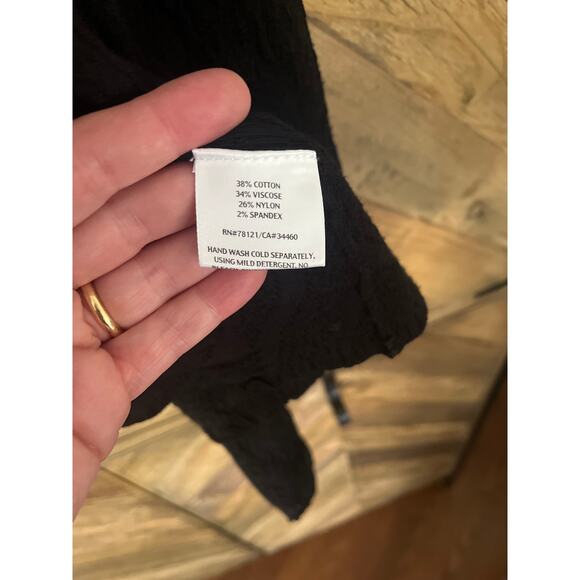 38% COTTON
34% VISCOSE
26% NYLON
2% SPANDEX
RN#78121/CA#34460
HAND WASH COLD SEPARATELY,
USING MILD DETERGENT, NO